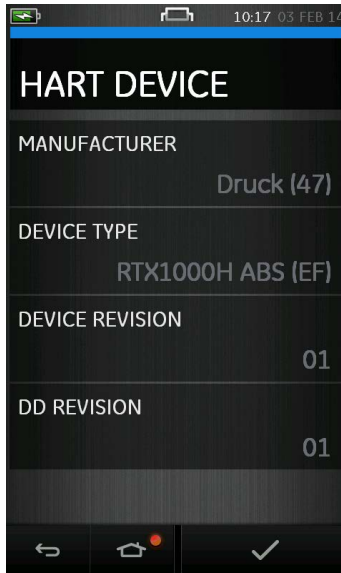 10:17 03 FEB 14
HART DEVICE
MANUFACTURER
Druck (47)
DEVICE TYPE
RTX1000H ABS (EF)
DEVICE REVISION
01
DD REVISION
01